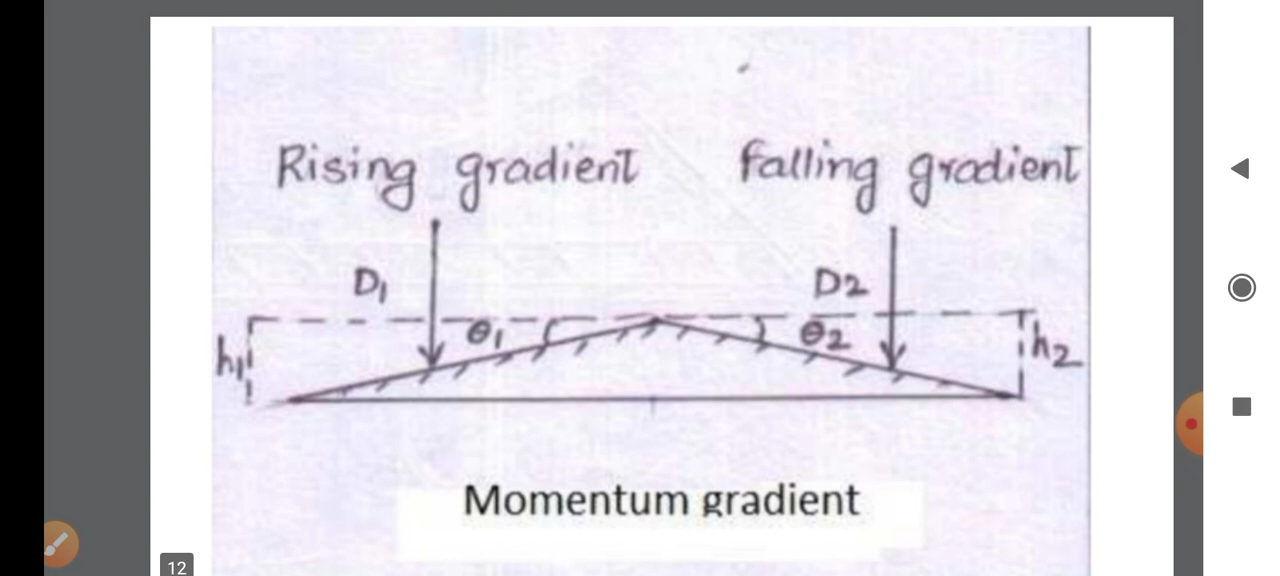 Rising gradient falling gradient
D1 D2
θ1 θ2
h1 h2
Momentum gradient
12